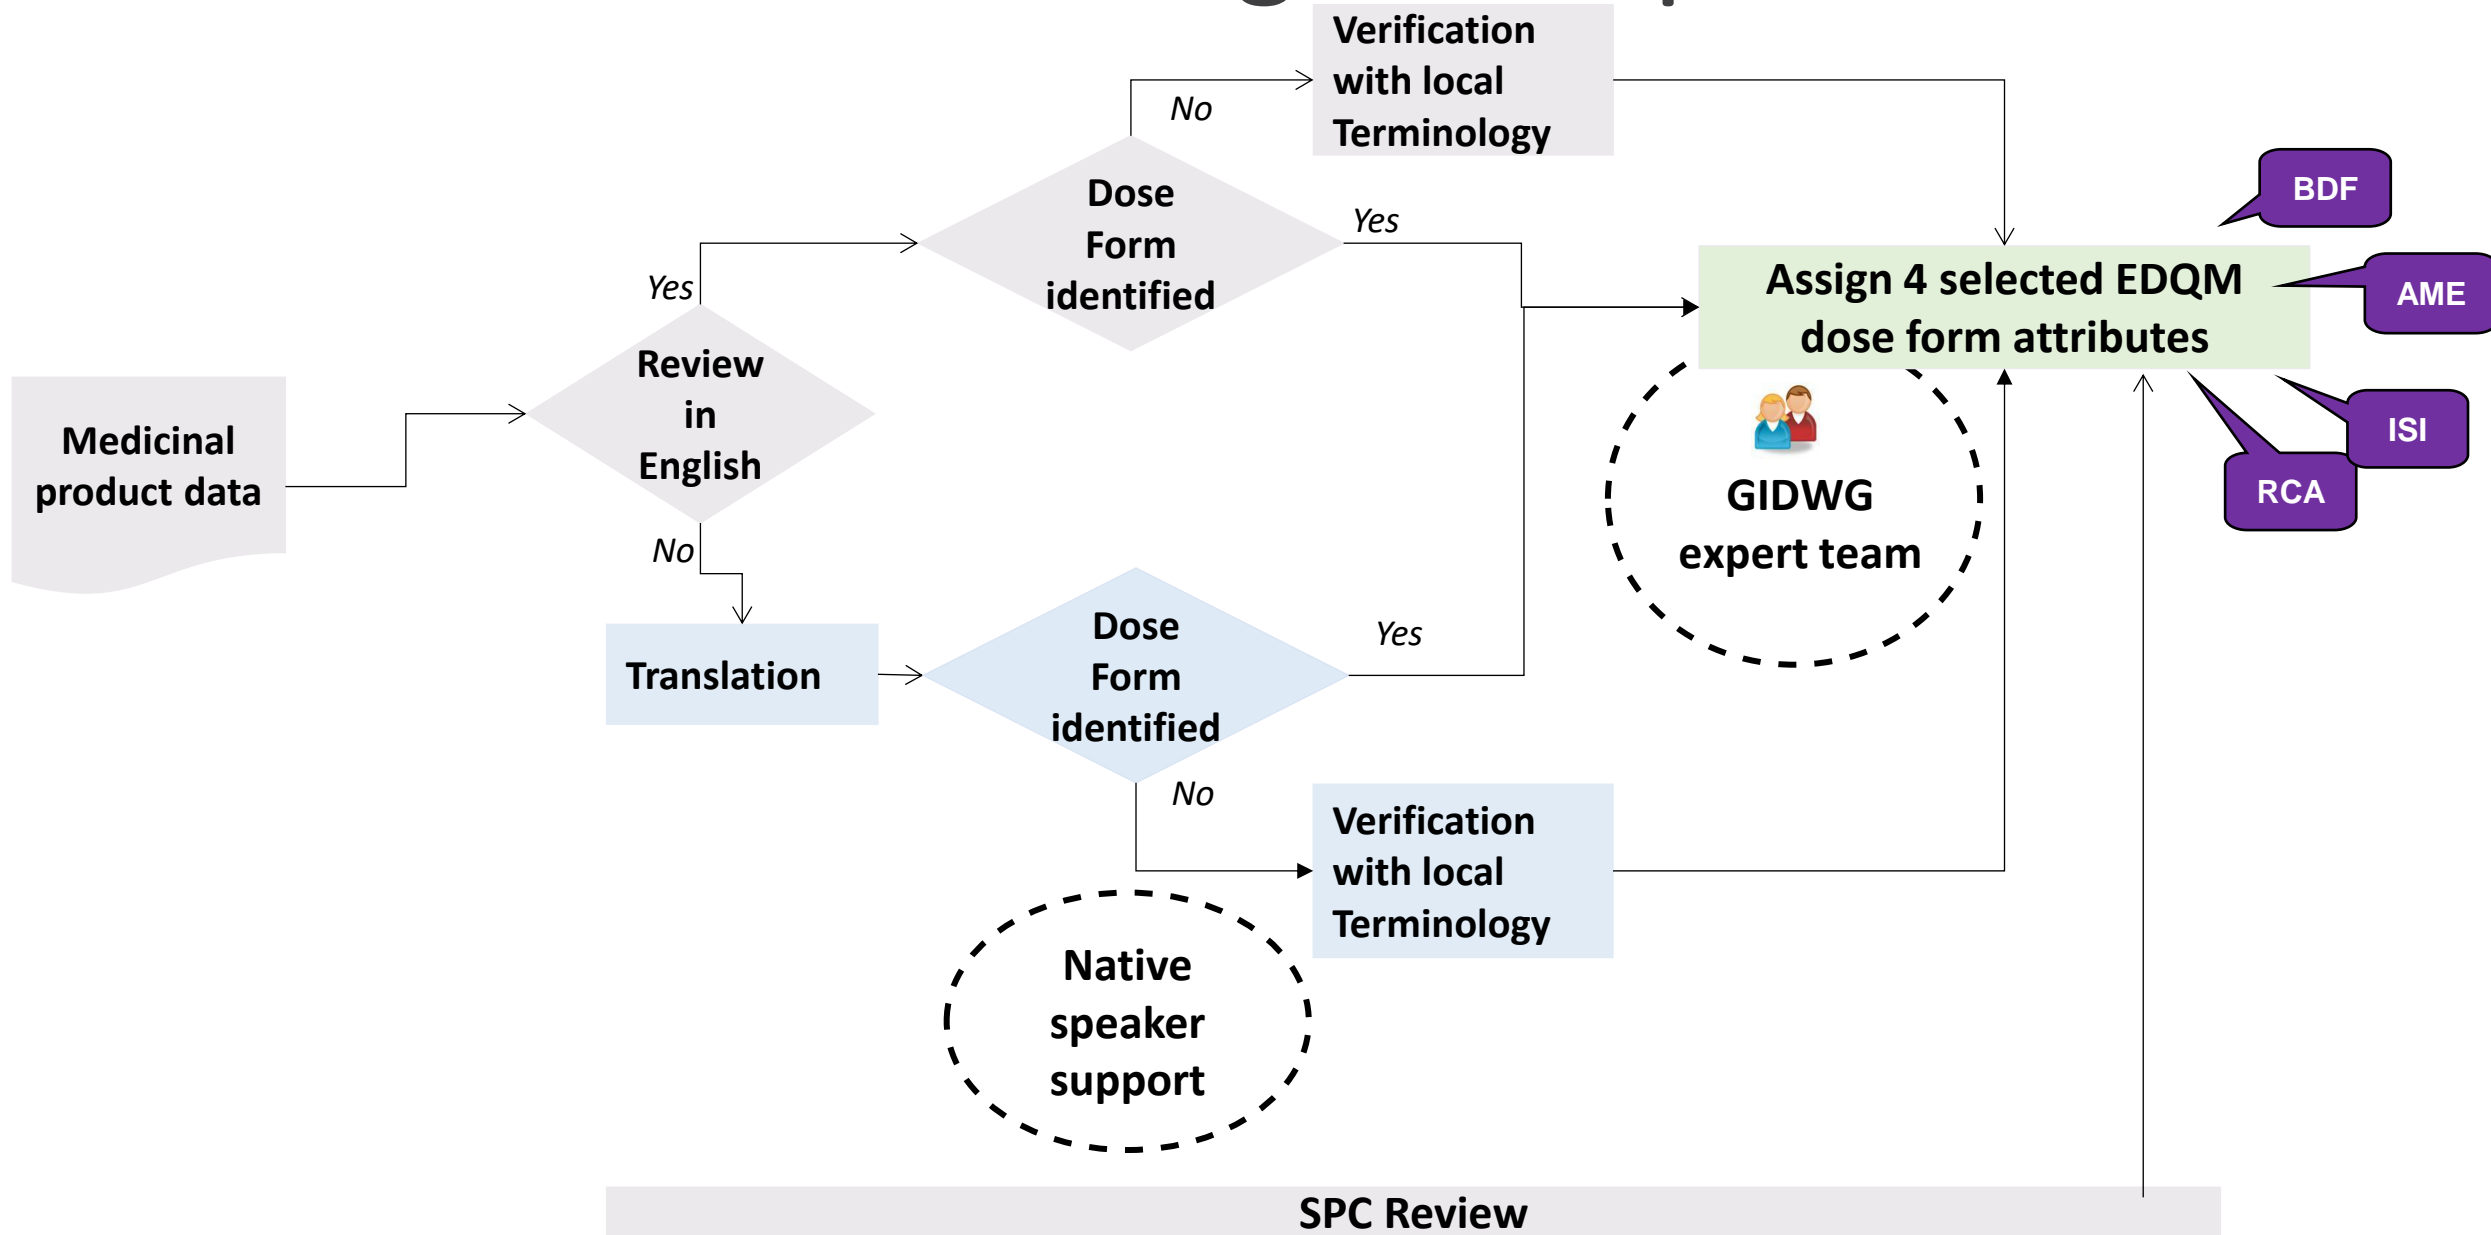 Verification
with local
Terminology
No
Dose
Form
identified
Yes
BDF
Assign 4 selected EDQM
dose form attributes
AME
Yes
Review
in
English
Medicinal
product data
ISI
RCA
GIDWG
expert team
No
Translation
Dose
Form
identified
Yes
No
Verification
with local
Terminology
Native
speaker
support
SPC Review